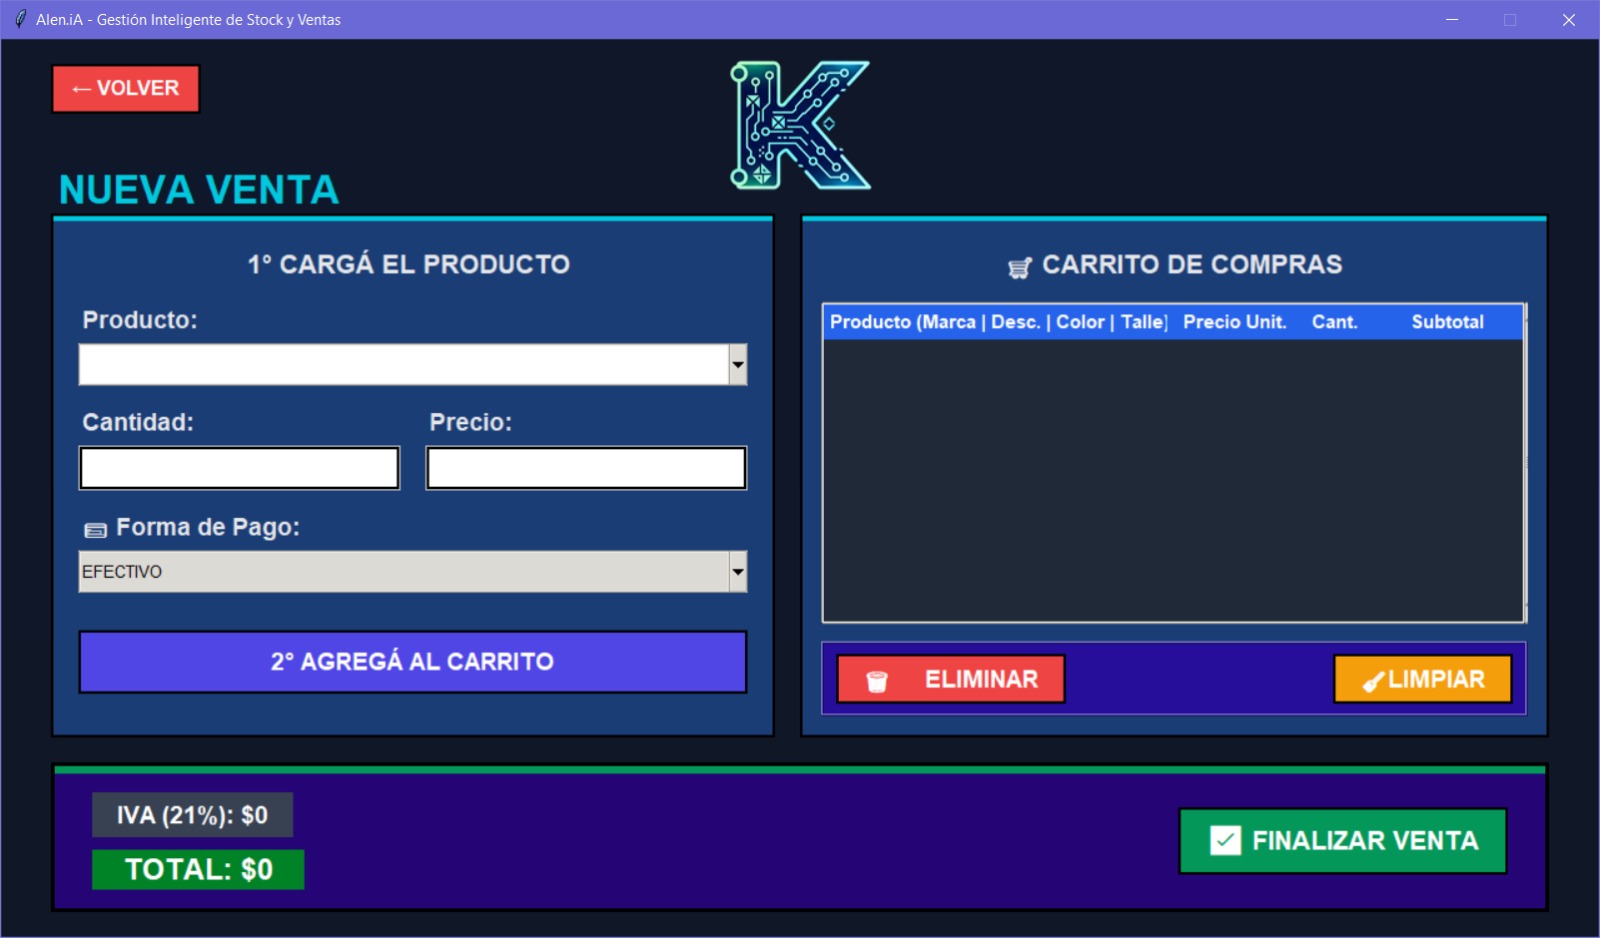 Alen.iA - Gestión Inteligente de Stock y Ventas
← VOLVER
K
NUEVA VENTA
1° CARGÁ EL PRODUCTO
Producto:
Cantidad: Precio:
Forma de Pago:
EFECTIVO
2° AGREGÁ AL CARRITO
CARRITO DE COMPRAS
Producto (Marca | Desc. | Color | Talle) Precio Unit. Cant. Subtotal
ELIMINAR LIMPIAR
IVA (21%): $0
TOTAL: $0
FINALIZAR VENTA